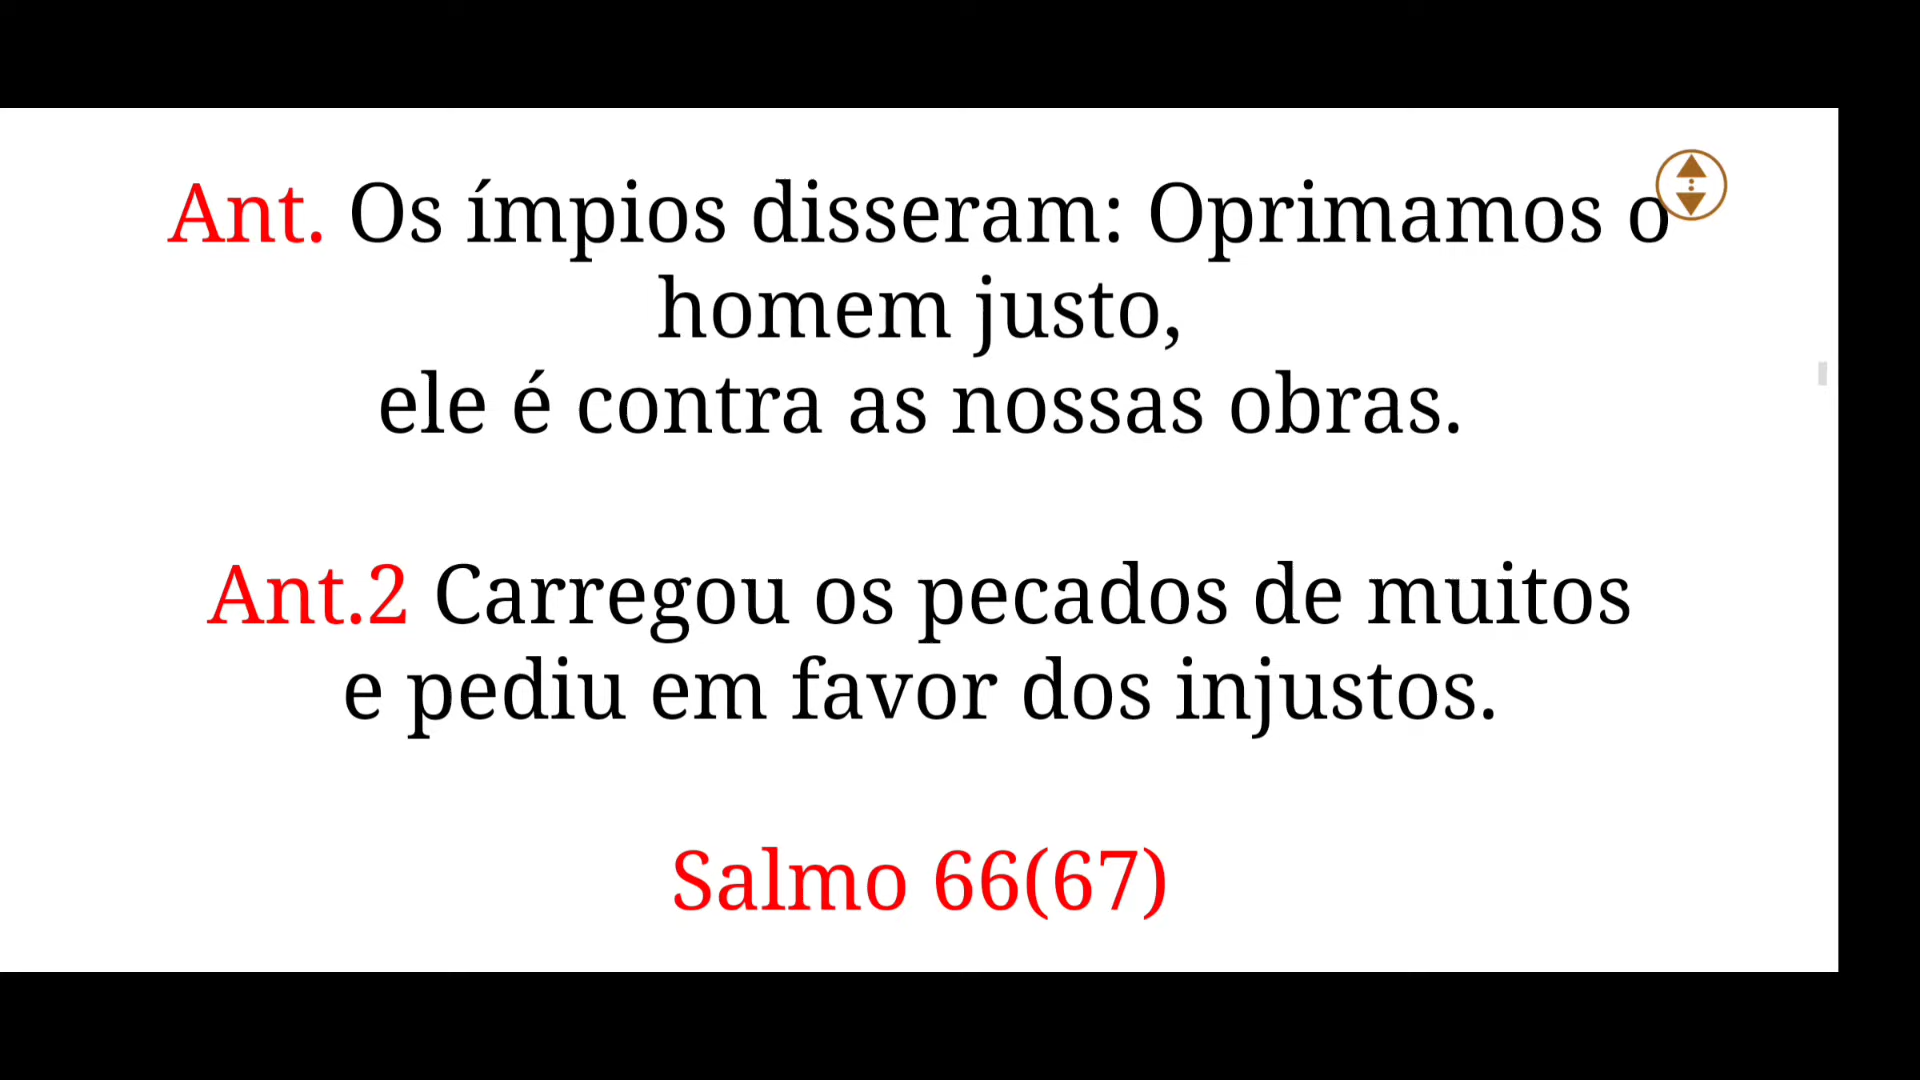 Ant. Os ímpios disseram: Oprimamos o
homem justo,
ele é contra as nossas obras.
Ant.2 Carregou os pecados de muitos
e pediu em favor dos injustos.
Salmo 66(67)